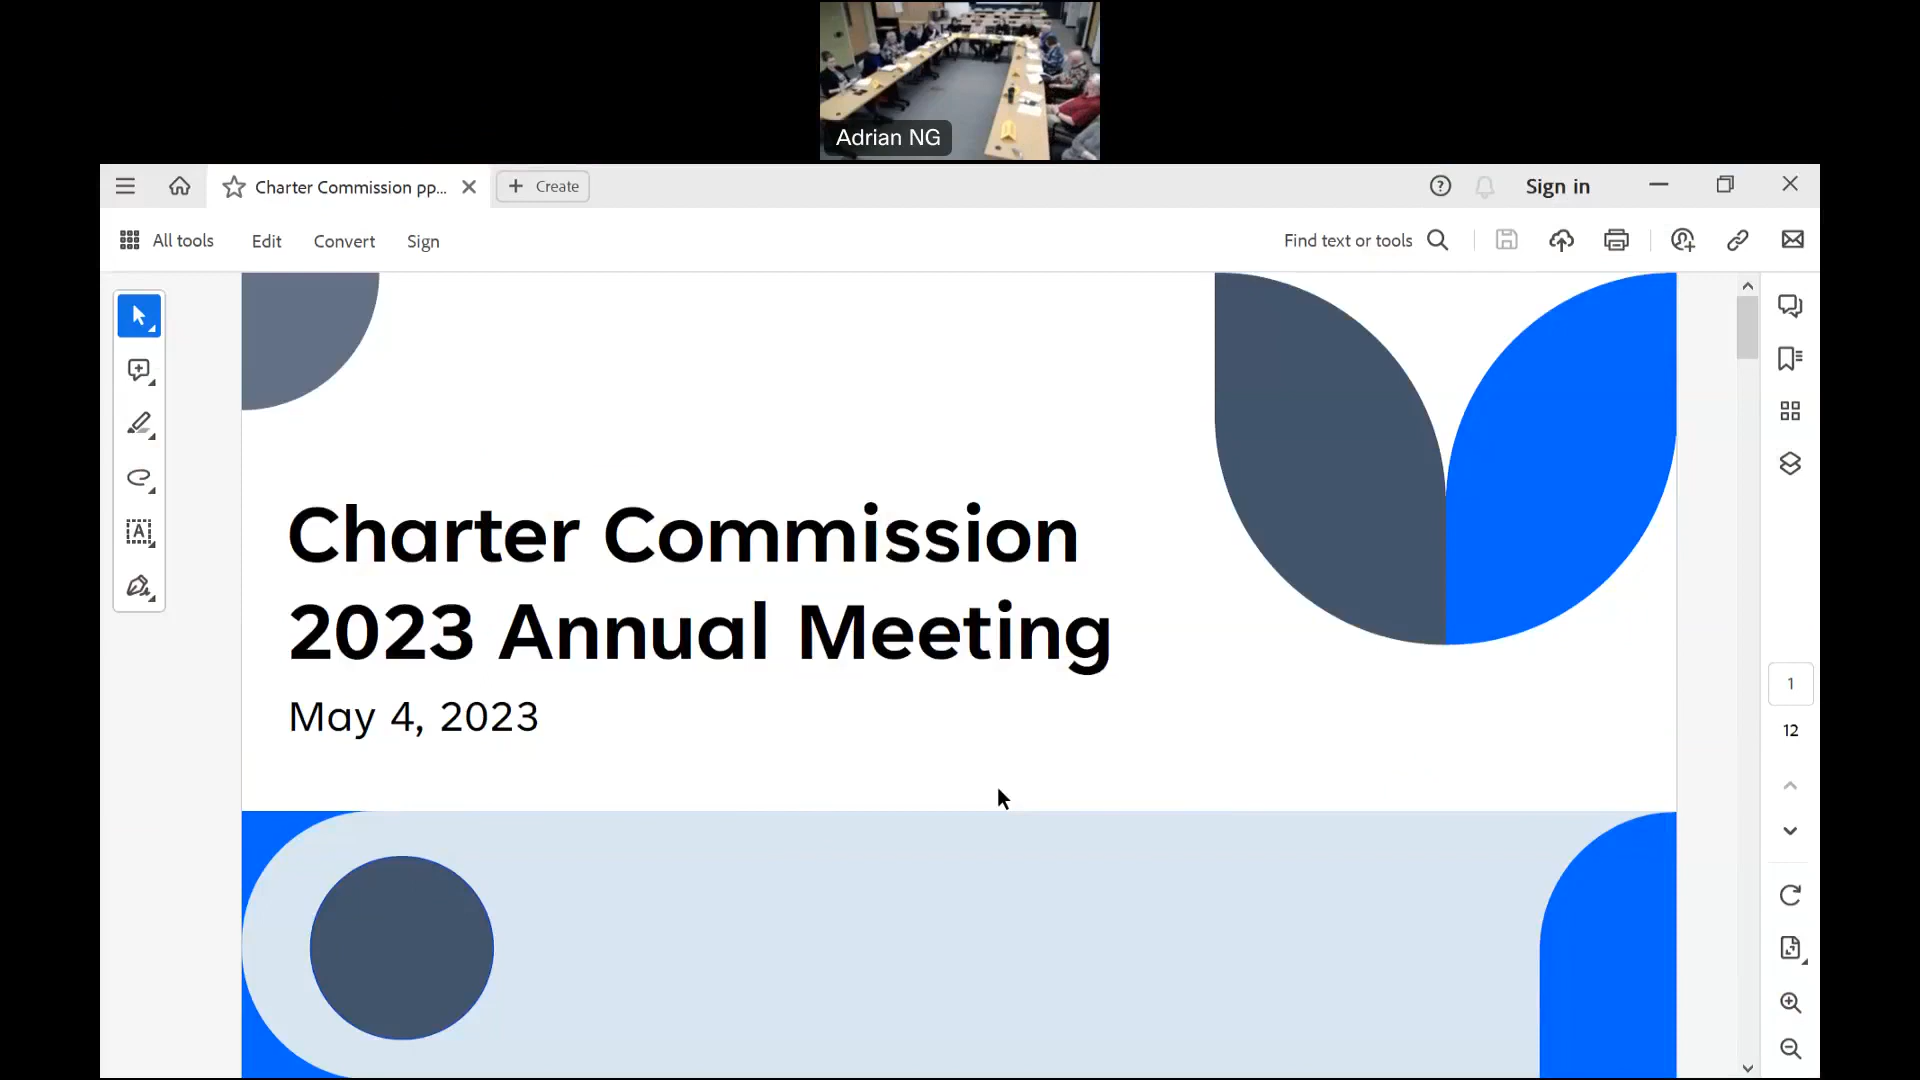 Adrian NG
Charter Commission pp...
Create
Sign in
All tools
Edit
Convert
Sign
Find text or tools
Charter Commission
2023 Annual Meeting
May 4, 2023
1
12